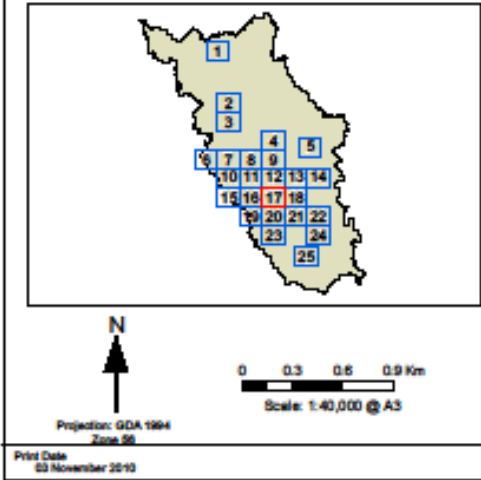 1
2
3
4 5
6 7 8 9
10 11 12 13 14
15 16 17 18
19 20 21 22
23 24
25
N
0 0.3 0.6 0.9 Km
Scale: 1:40,000 @ A3
Projection: GDA 1994
Zone 56
Print Date
03 November 2010